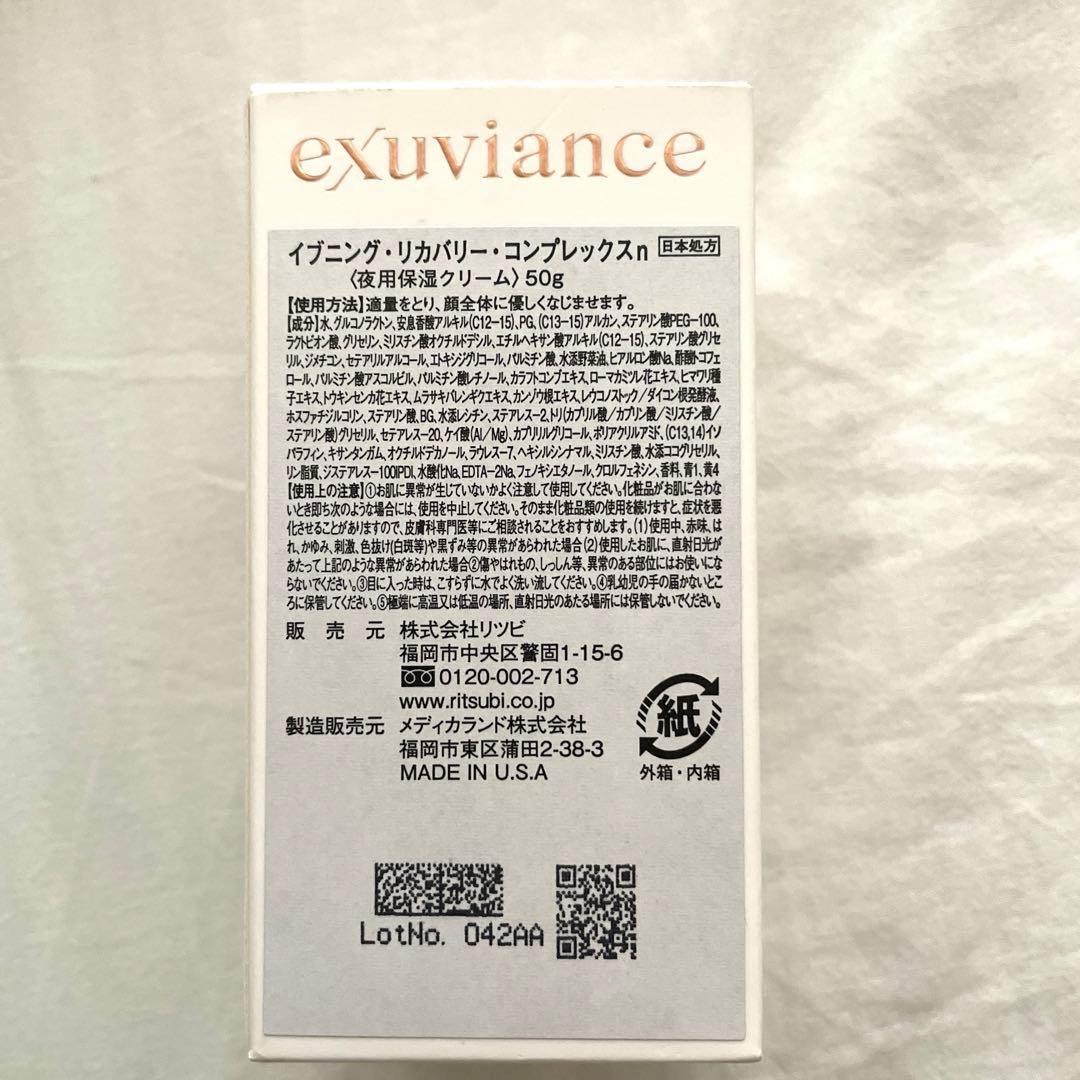 exuviance
イブニング・リカバリー・コンプレックスn 日本処方
〈夜用保湿クリーム〉50g
【使用方法】適量をとり、顔全体に優しくなじませます。
【成分】水、グルコノラクトン、安息香酸アルキル(C12-15)、PG、(C13-15)アルカン、ステアリン酸PEG-100、
ラクトビオン酸、グリセリン、ミリスチン酸オクチルドデシル、エチルヘキサン酸アルキル(C12-15)、ステアリン酸グリセ
リル、ジメチコン、セテアリルアルコール、エトキシジグリコール、パルミチン酸、水添野菜油、ヒアルロン酸Na、酢酸トコフェ
ロール、パルミチン酸アスコルビル、パルミチン酸レチノール、カラフトコンブエキス、ローマカミツレ花エキス、ヒマワリ種
子エキス、トウキンセンカ花エキス、ムラサキバレンギクエキス、カンゾウ根エキス、レウコノストック/ダイコン根発酵液、
ホスファチジルコリン、ステアリン酸、BG、水添レシチン、ステアレス-2、トリ(カプリル酸/カプリン酸/ミリスチン酸/
ステアリン酸)グリセリル、セテアレス-20、ケイ酸(Al/Mg)、カプリリルグリコール、ポリアクリルアミド、(C13,14)イソ
パラフィン、キサンタンガム、オクチルドデカノール、ラウレス-7、ヘキシルシンナマル、ミリスチン酸、水添ココグリセリル、
リン脂質、ジステアレス-100IPDI、水酸化Na、EDTA-2Na、フェノキシエタノール、クロルフェネシン、香料、青1、黄4
【使用上の注意】①お肌に異常が生じていないかよく注意して使用してください。化粧品がお肌に合わな
いとき即ち次のような場合には、使用を中止してください。そのまま化粧品類の使用を続けますと、症状を悪
化させることがありますので、皮膚科専門医等にご相談されることをおすすめします。(1)使用中、赤味、は
れ、かゆみ、刺激、色抜け(白斑等)や黒ずみ等の異常があらわれた場合(2)使用したお肌に、直射日光が
あたって上記のような異常があらわれた場合②傷やはれもの、しっしん等、異常のある部位にはお使いにな
らないでください。③目に入った時は、こすらずに水でよく洗い流してください。④乳幼児の手の届かないとこ
ろに保管してください。⑤極端に高温又は低温の場所、直射日光のあたる場所には保管しないでください。
販売元 株式会社リツビ
福岡市中央区警固1-15-6
0120-002-713
www.ritsubi.co.jp
製造販売元 メディカランド株式会社
福岡市東区蒲田2-38-3
MADE IN U.S.A
紙
外箱・内箱
LotNo. 042AA